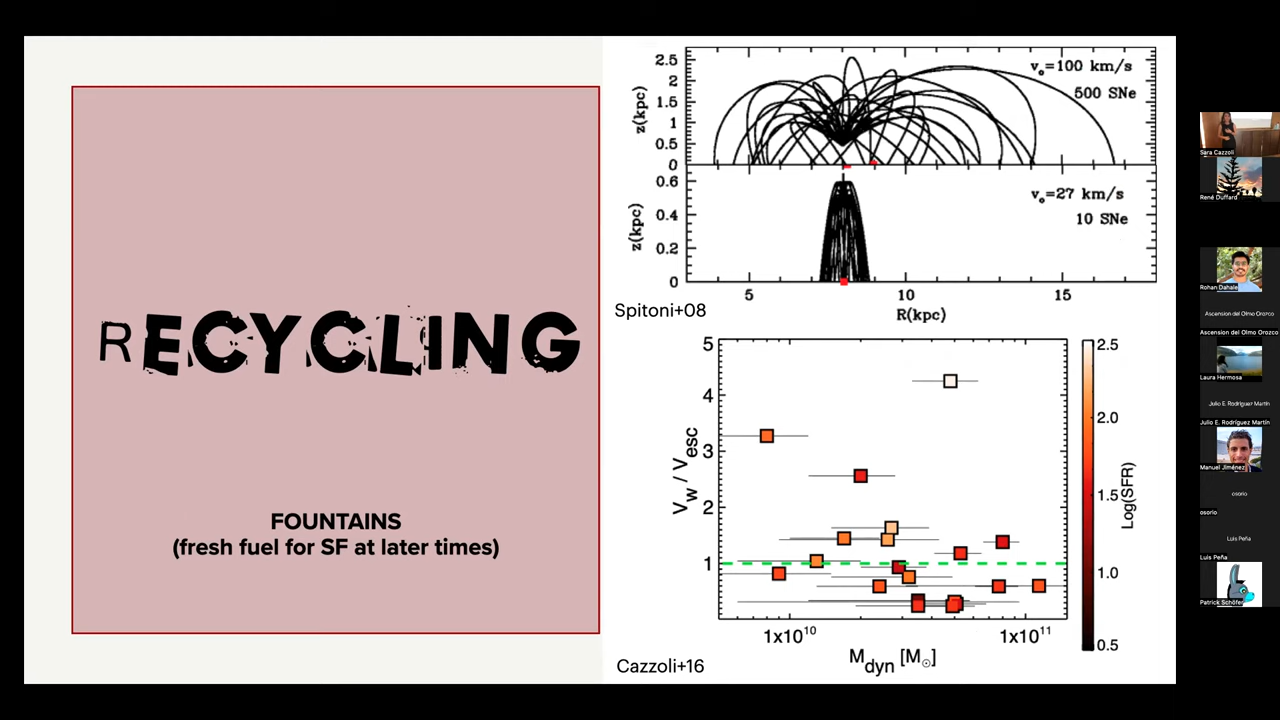 RECYCLING
FOUNTAINS
(fresh fuel for SF at later times)
2.5
2
1.5
1
0.5
0
z(kpc)
v₀=100 km/s
500 SNe
0.6
0.4
0.2
0
z(kpc)
v₀=27 km/s
10 SNe
5
10
15
R(kpc)
Spitoni+08
5
4
3
2
1
V_w / V_esc
1x10¹⁰
1x10¹¹
M_dyn [M☉]
2.5
2.0
1.5
1.0
0.5
Log(SFR)
Cazzoli+16
Sara Cazzoli
René Duffard
Rohan Dahale
Ascension del Olmo Orozco
Ascension del Olmo Orozco
Laura Hermosa
Julio E. Rodríguez Martín
Julio E. Rodríguez Martín
Manuel Jiménez
osorio
osorio
Luis Peña
Luis Peña
Patrick Schöfer